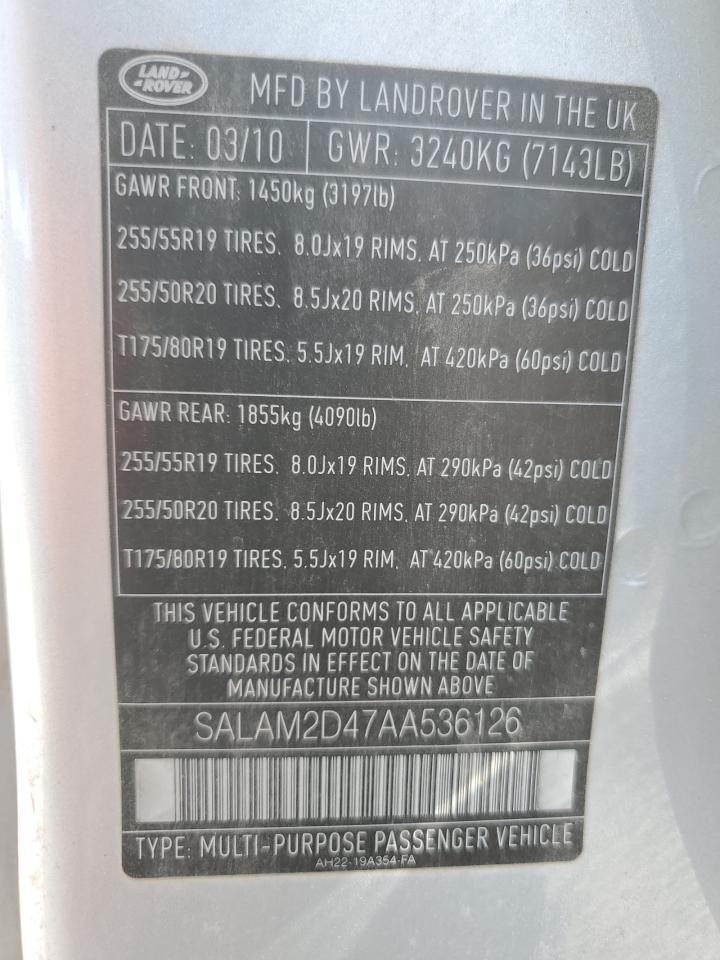 LAND-
-ROVER
MFD BY LANDROVER IN THE UK
DATE: 03/10 GWR: 3240KG (7143LB)
GAWR FRONT: 1450kg (3197lb)
255/55R19 TIRES. 8.0Jx19 RIMS. AT 250kPa (36psi) COLD
255/50R20 TIRES. 8.5Jx20 RIMS. AT 250kPa (36psi) COLD
T175/80R19 TIRES. 5.5Jx19 RIM. AT 420kPa (60psi) COLD
GAWR REAR: 1855kg (4090lb)
255/55R19 TIRES. 8.0Jx19 RIMS. AT 290kPa (42psi) COLD
255/50R20 TIRES. 8.5Jx20 RIMS. AT 290kPa (42psi) COLD
T175/80R19 TIRES. 5.5Jx19 RIM. AT 420kPa (60psi) COLD
THIS VEHICLE CONFORMS TO ALL APPLICABLE
U.S. FEDERAL MOTOR VEHICLE SAFETY
STANDARDS IN EFFECT ON THE DATE OF
MANUFACTURE SHOWN ABOVE
SALAM2D47AA536126
TYPE: MULTI-PURPOSE PASSENGER VEHICLE
AH22-19A354-FA